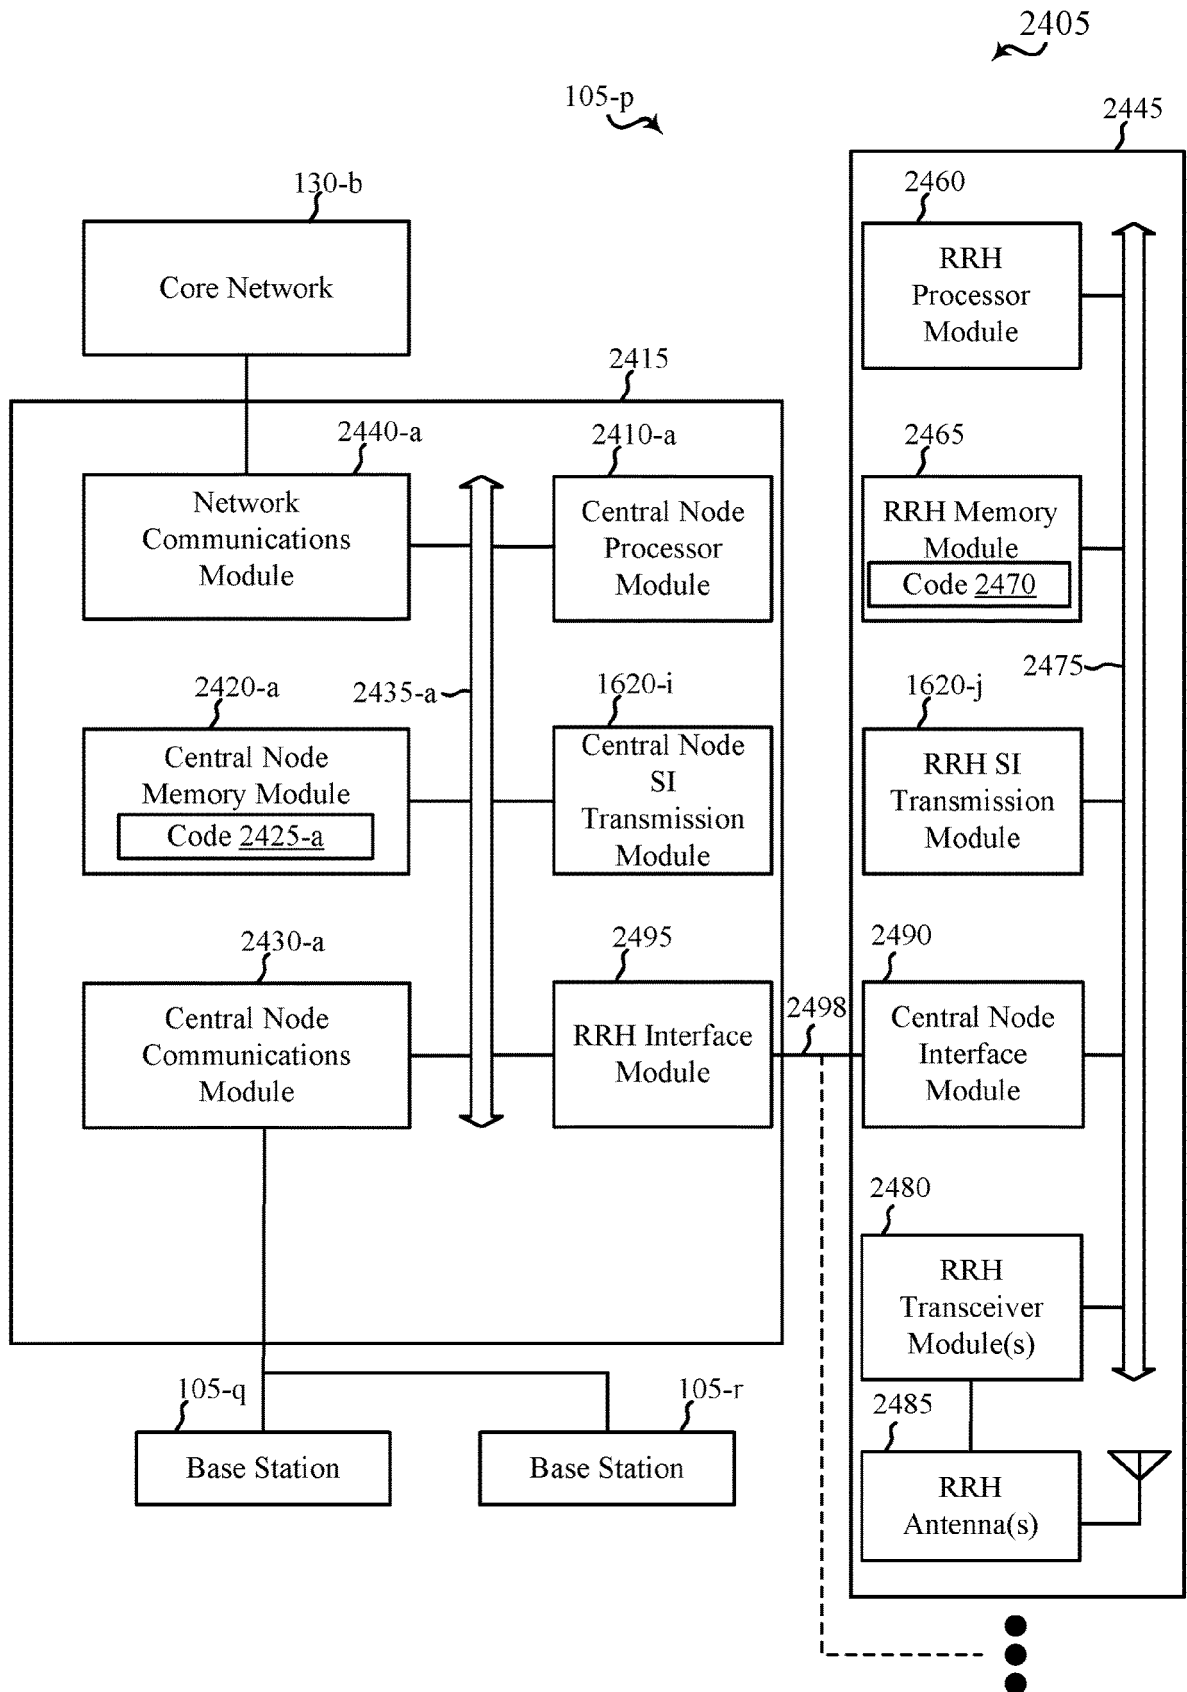 2405
105-p
2445
130-b
Core Network
2415
2440-a
Network
Communications
Module
2410-a
Central Node
Processor
Module
2420-a
Central Node
Memory Module
Code 2425-a
2435-a
1620-i
Central Node
SI
Transmission
Module
2430-a
Central Node
Communications
Module
2495
RRH Interface
Module
2498
105-q
Base Station
105-r
Base Station
2460
RRH
Processor
Module
2465
RRH Memory
Module
Code 2470
2475
1620-j
RRH SI
Transmission
Module
2490
Central Node
Interface
Module
2480
RRH
Transceiver
Module(s)
2485
RRH
Antenna(s)